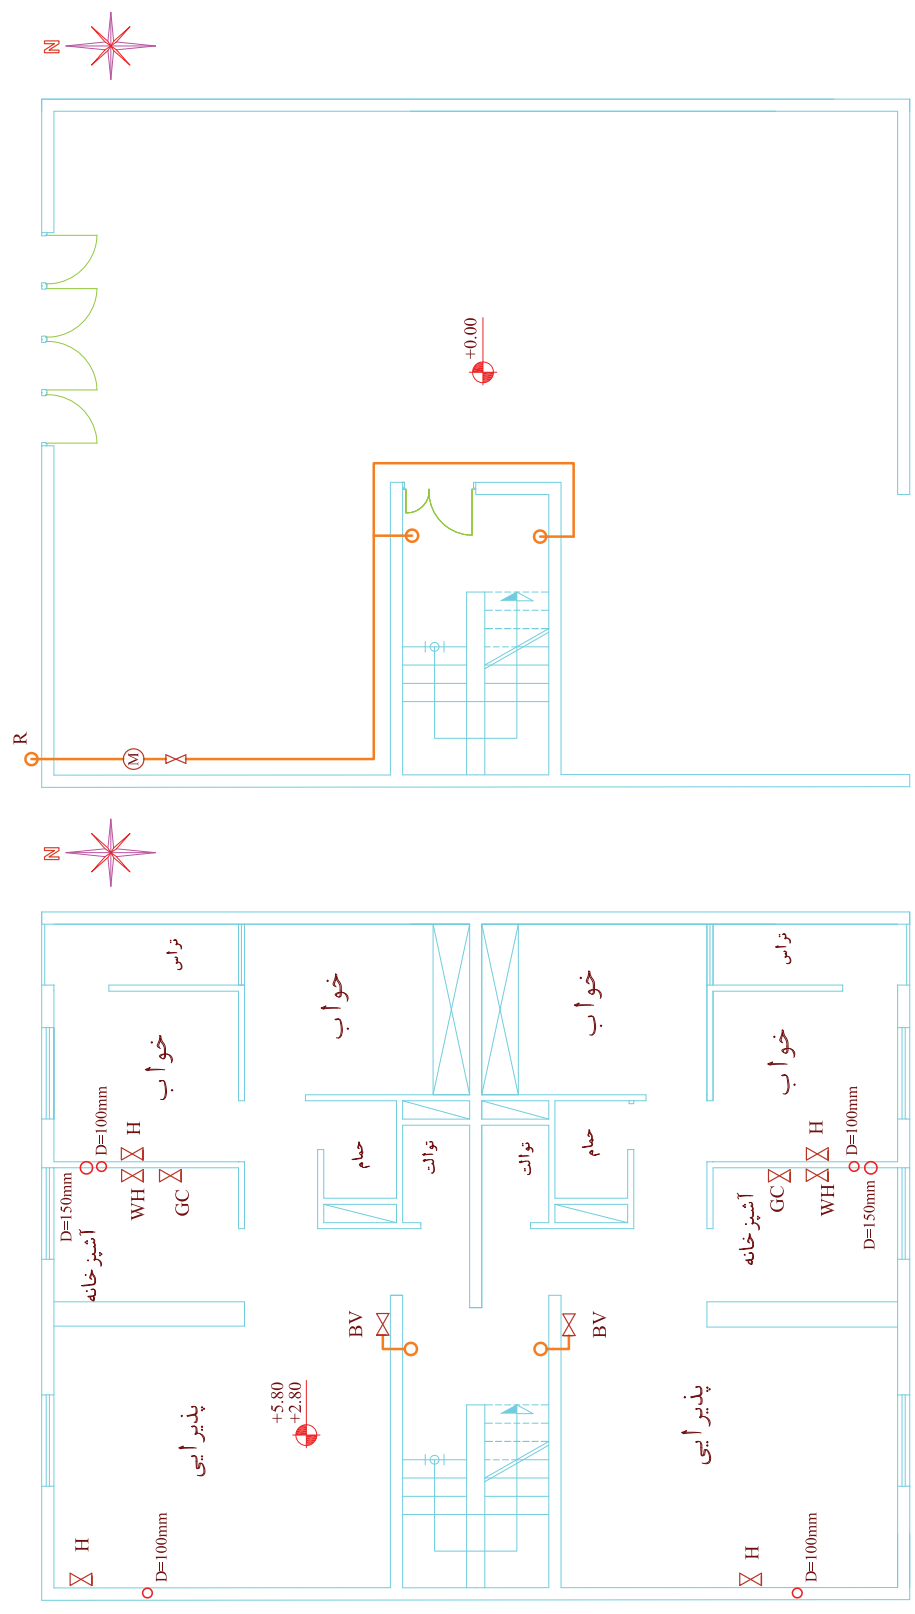 N
+0.00
R
M
N
تراس
تراس
خواب
خواب
خواب
خواب
D=100mm
H
H
D=100mm
حمام
توالت
توالت
حمام
D=150mm
WH
GC
GC
WH
D=150mm
آشپزخانه
آشپزخانه
BV
BV
+5.80
+2.80
پذیرایی
پذیرایی
H
D=100mm
H
D=100mm